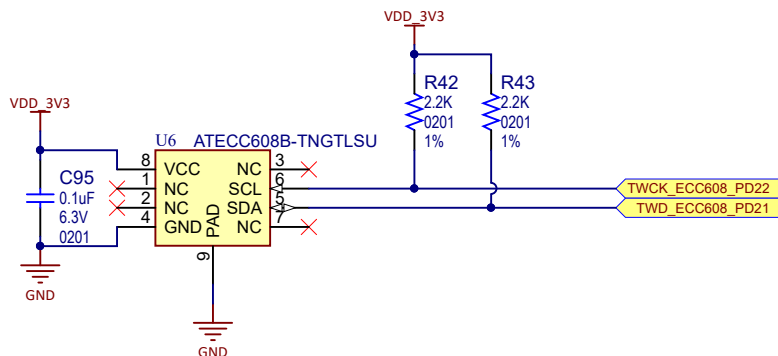 VDD_3V3
R42
2.2K
0201
1%
R43
2.2K
0201
1%
VDD_3V3
C95
0.1uF
6.3V
0201
GND
U6 ATECC608B-TNGTLSU
8 VCC NC 3
1 NC SCL 6
2 NC SDA 5
4 GND NC 7
PAD
9
GND
TWCK_ECC608_PD22
TWD_ECC608_PD21